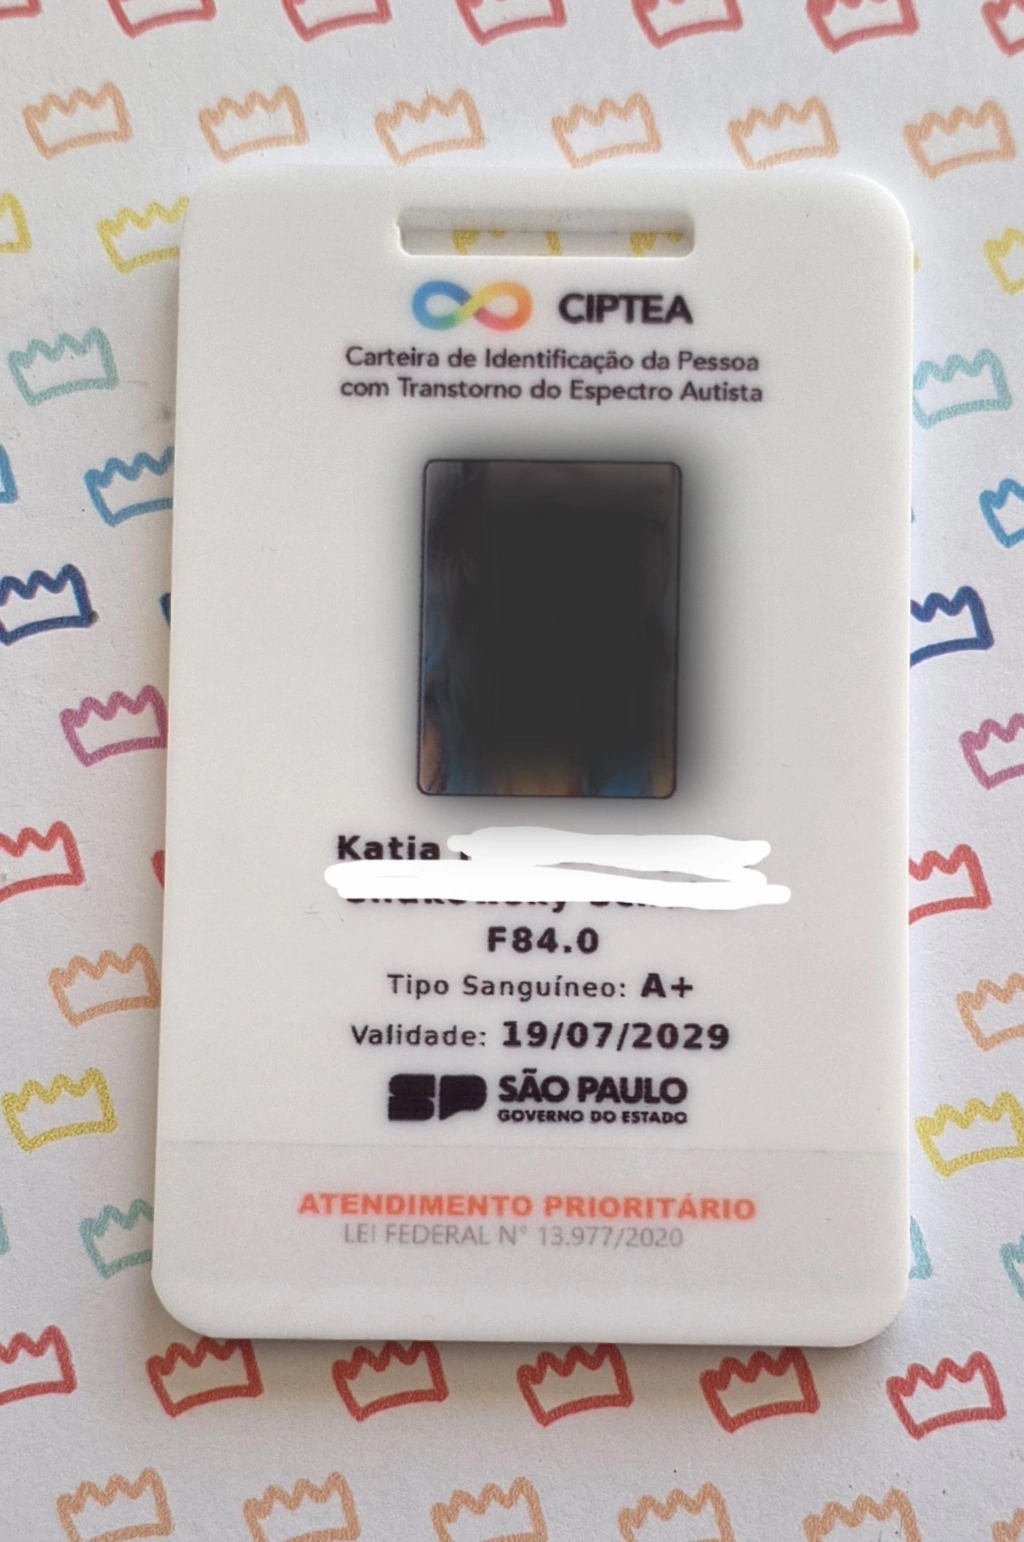 CIPTEA
Carteira de Identificação da Pessoa
com Transtorno do Espectro Autista
Katia
F84.0
Tipo Sanguíneo: A+
Validade: 19/07/2029
SP SÃO PAULO
GOVERNO DO ESTADO
ATENDIMENTO PRIORITÁRIO
LEI FEDERAL N° 13.977/2020